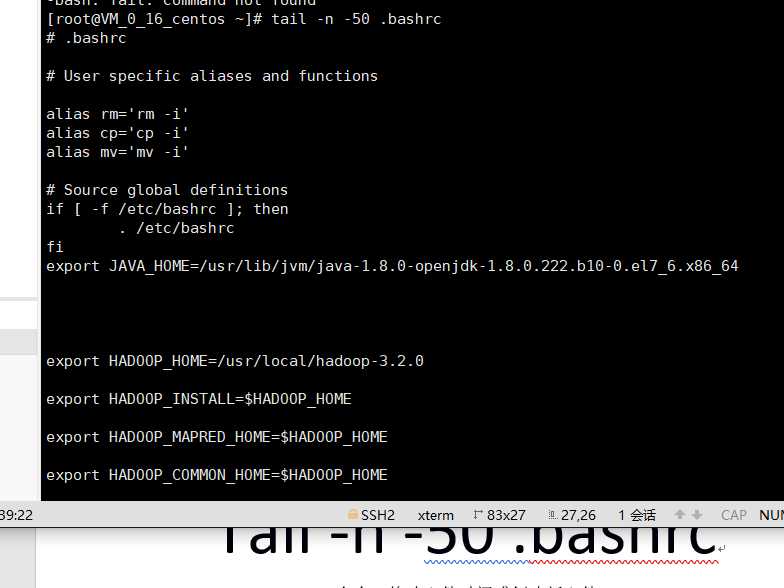 -bash: Tail: command not found
[root@VM_0_16_centos ~]# tail -n -50 .bashrc
# .bashrc
# User specific aliases and functions
alias rm='rm -i'
alias cp='cp -i'
alias mv='mv -i'
# Source global definitions
if [ -f /etc/bashrc ]; then
        . /etc/bashrc
fi
export JAVA_HOME=/usr/lib/jvm/java-1.8.0-openjdk-1.8.0.222.b10-0.el7_6.x86_64
export HADOOP_HOME=/usr/local/hadoop-3.2.0
export HADOOP_INSTALL=$HADOOP_HOME
export HADOOP_MAPRED_HOME=$HADOOP_HOME
export HADOOP_COMMON_HOME=$HADOOP_HOME
39:22 SSH2 xterm 83x27 27,26 1 会话 CAP NUM
Tail -n -50 .bashrc